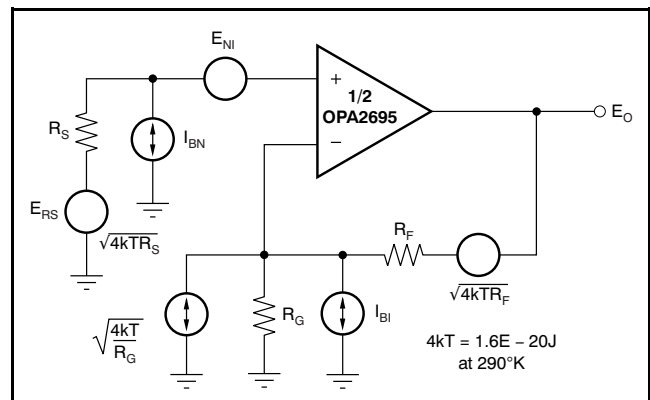 E_NI
+
1/2
OPA2695
−
E_O
R_S
I_BN
E_RS
√4kTR_S
R_F
√4kTR_F
√4kT/R_G
R_G
I_BI
4kT = 1.6E − 20J
at 290°K